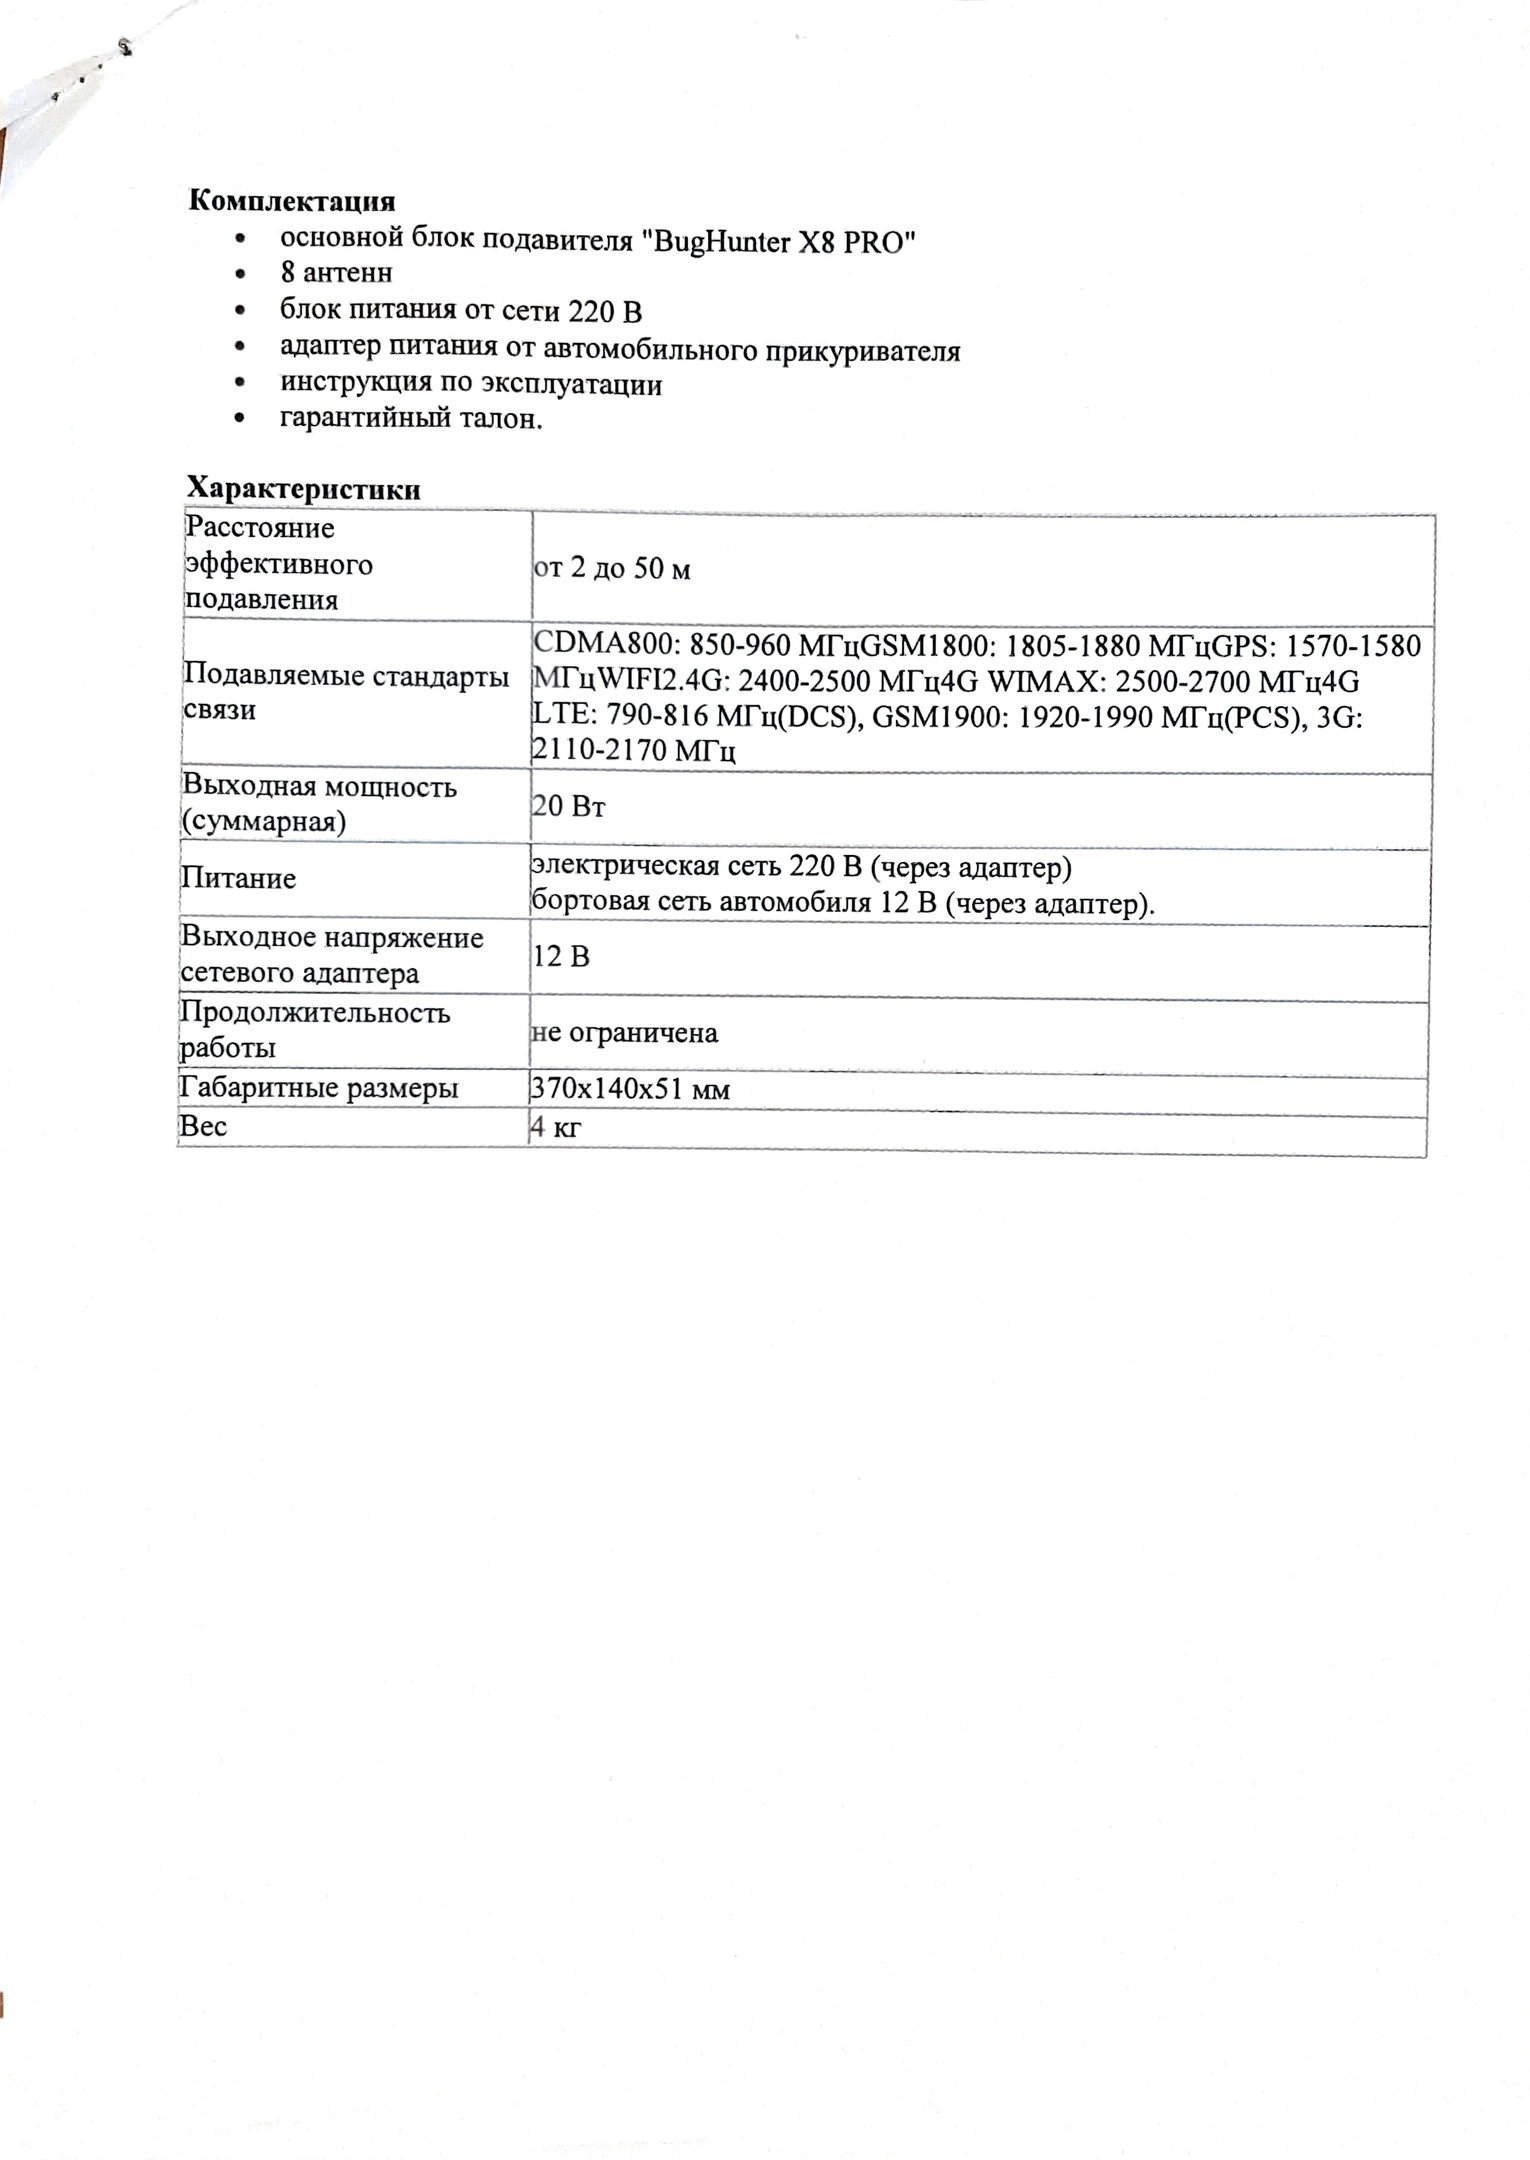 Комплектация
• основной блок подавителя "BugHunter X8 PRO"
• 8 антенн
• блок питания от сети 220 В
• адаптер питания от автомобильного прикуривателя
• инструкция по эксплуатации
• гарантийный талон.
Характеристики
Расстояние
эффективного
подавления
от 2 до 50 м
Подавляемые стандарты
связи
CDMA800: 850-960 МГцGSM1800: 1805-1880 МГцGPS: 1570-1580
МГцWIFI2.4G: 2400-2500 МГц4G WIMAX: 2500-2700 МГц4G
LTE: 790-816 МГц(DCS), GSM1900: 1920-1990 МГц(PCS), 3G:
2110-2170 МГц
Выходная мощность
(суммарная)
20 Вт
Питание
электрическая сеть 220 В (через адаптер)
бортовая сеть автомобиля 12 В (через адаптер).
Выходное напряжение
сетевого адаптера
12 В
Продолжительность
работы
не ограничена
Габаритные размеры
370х140х51 мм
Вес
4 кг